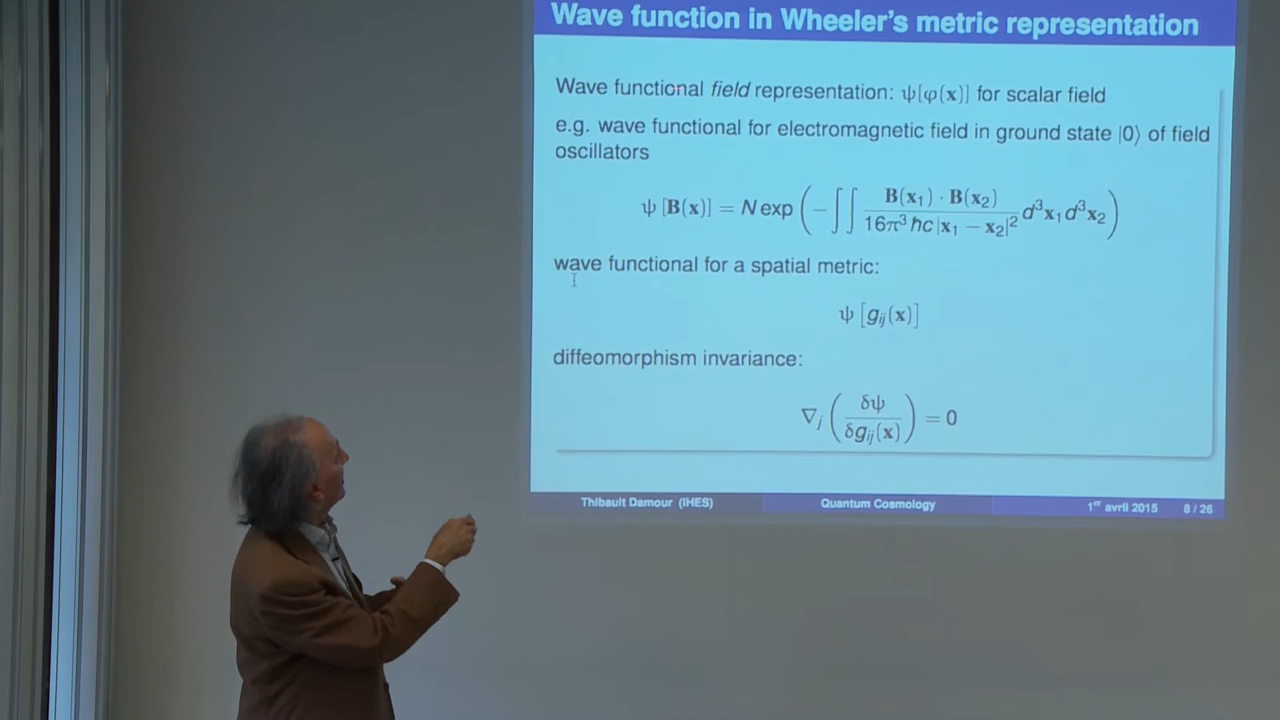 Wave function in Wheeler's metric representation
Wave functional field representation: ψ[φ(x)] for scalar field
e.g. wave functional for electromagnetic field in ground state |0⟩ of field
oscillators
ψ [B(x)] = N exp (−∫∫ B(x₁) · B(x₂) / 16π³ ℏc |x₁ − x₂|² d³x₁d³x₂)
wave functional for a spatial metric:
ψ [gᵢⱼ(x)]
diffeomorphism invariance:
∇ⱼ (δψ / δgᵢⱼ(x)) = 0
Thibault Damour (IHES) Quantum Cosmology 1er avril 2015 8 / 26